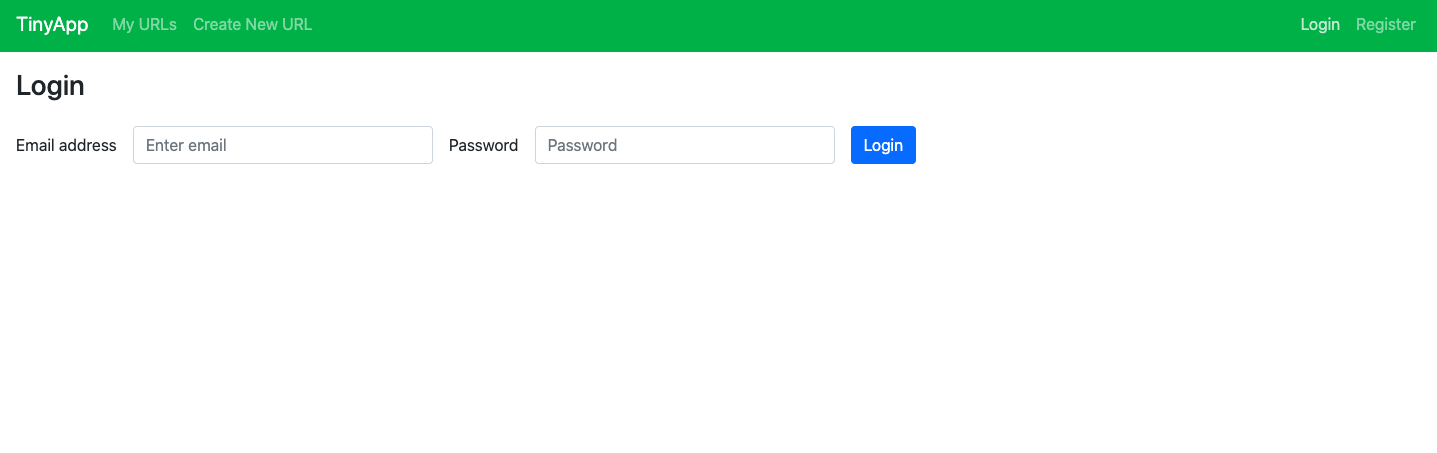 TinyApp My URLs Create New URL Login Register
Login
Email address Enter email Password Password Login